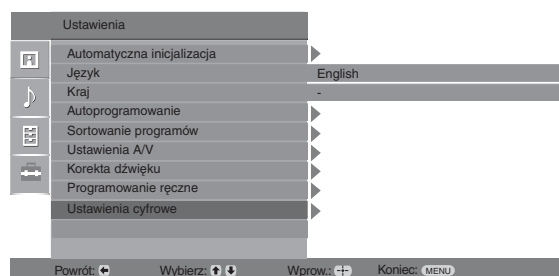 Ustawienia
Automatyczna inicjalizacja
Język English
Kraj -
Autoprogramowanie
Sortowanie programów
Ustawienia A/V
Korekta dźwięku
Programowanie ręczne
Ustawienia cyfrowe
Powrót: Wybierz: Wprow.: Koniec: MENU